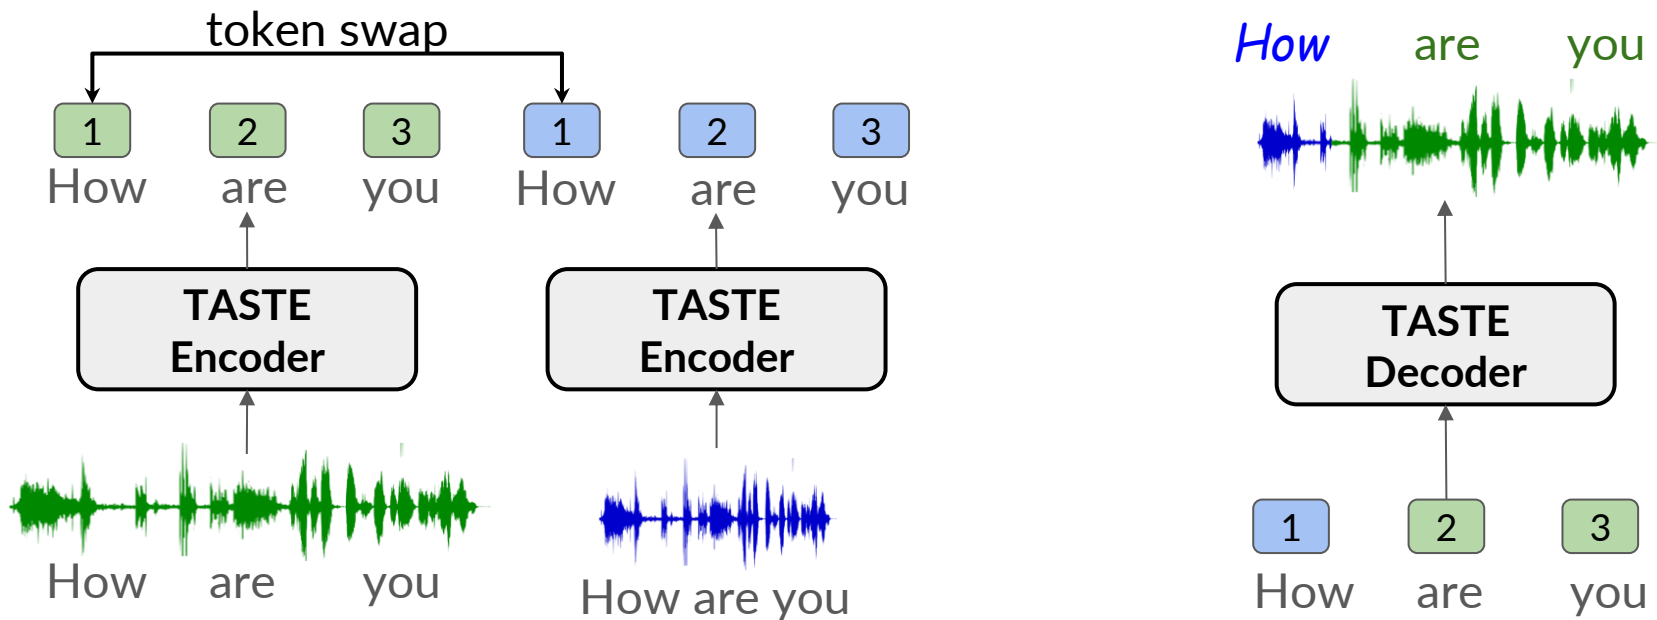 token swap
1 2 3
How are you
1 2 3
How are you
TASTE
Encoder
TASTE
Encoder
How are you
How are you
How are you
TASTE
Decoder
1 2 3
How are you